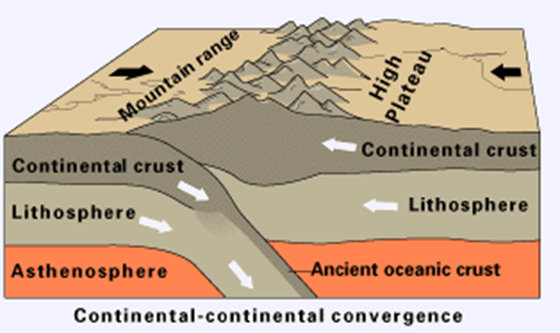 Mountain range
High
Plateau
Continental crust
Continental crust
Lithosphere
Lithosphere
Asthenosphere
Ancient oceanic crust
Continental-continental convergence